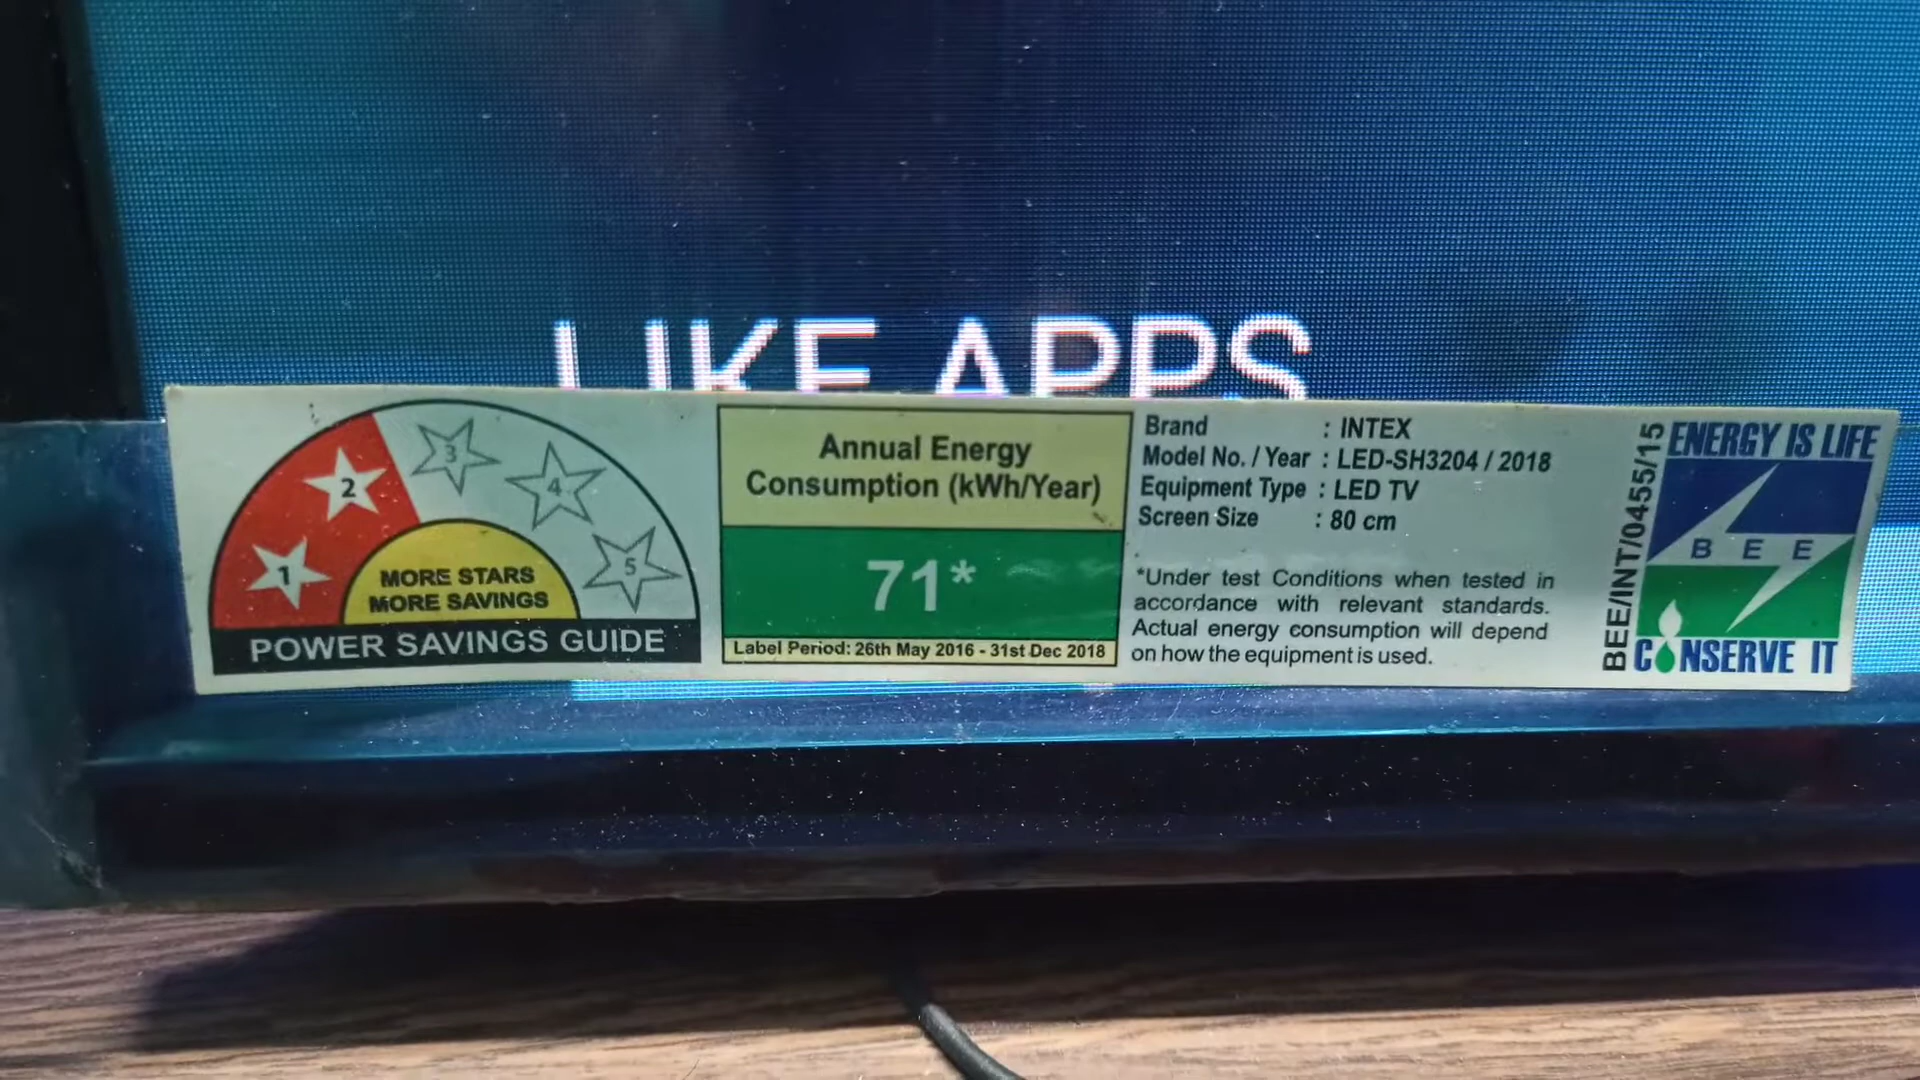 LIKE APPS
1
2
3
4
5
MORE STARS
MORE SAVINGS
POWER SAVINGS GUIDE
Annual Energy
Consumption (kWh/Year)
71*
Label Period: 26th May 2016 - 31st Dec 2018
Brand : INTEX
Model No. / Year : LED-SH3204 / 2018
Equipment Type : LED TV
Screen Size : 80 cm
*Under test Conditions when tested in
accordance with relevant standards.
Actual energy consumption will depend
on how the equipment is used.
BEE/INT/0455/15
ENERGY IS LIFE
BEE
CONSERVE IT